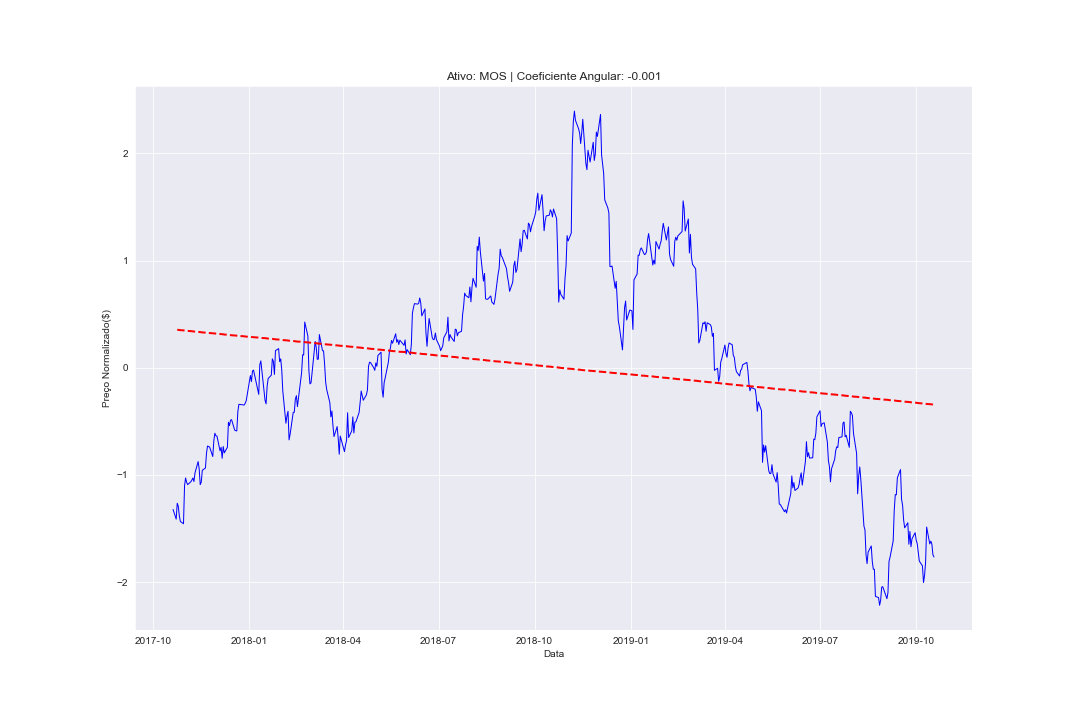 Ativo: MOS | Coeficiente Angular: -0.001
Preço Normalizado($)
2
1
0
−1
−2
2017-10 2018-01 2018-04 2018-07 2018-10 2019-01 2019-04 2019-07 2019-10
Data